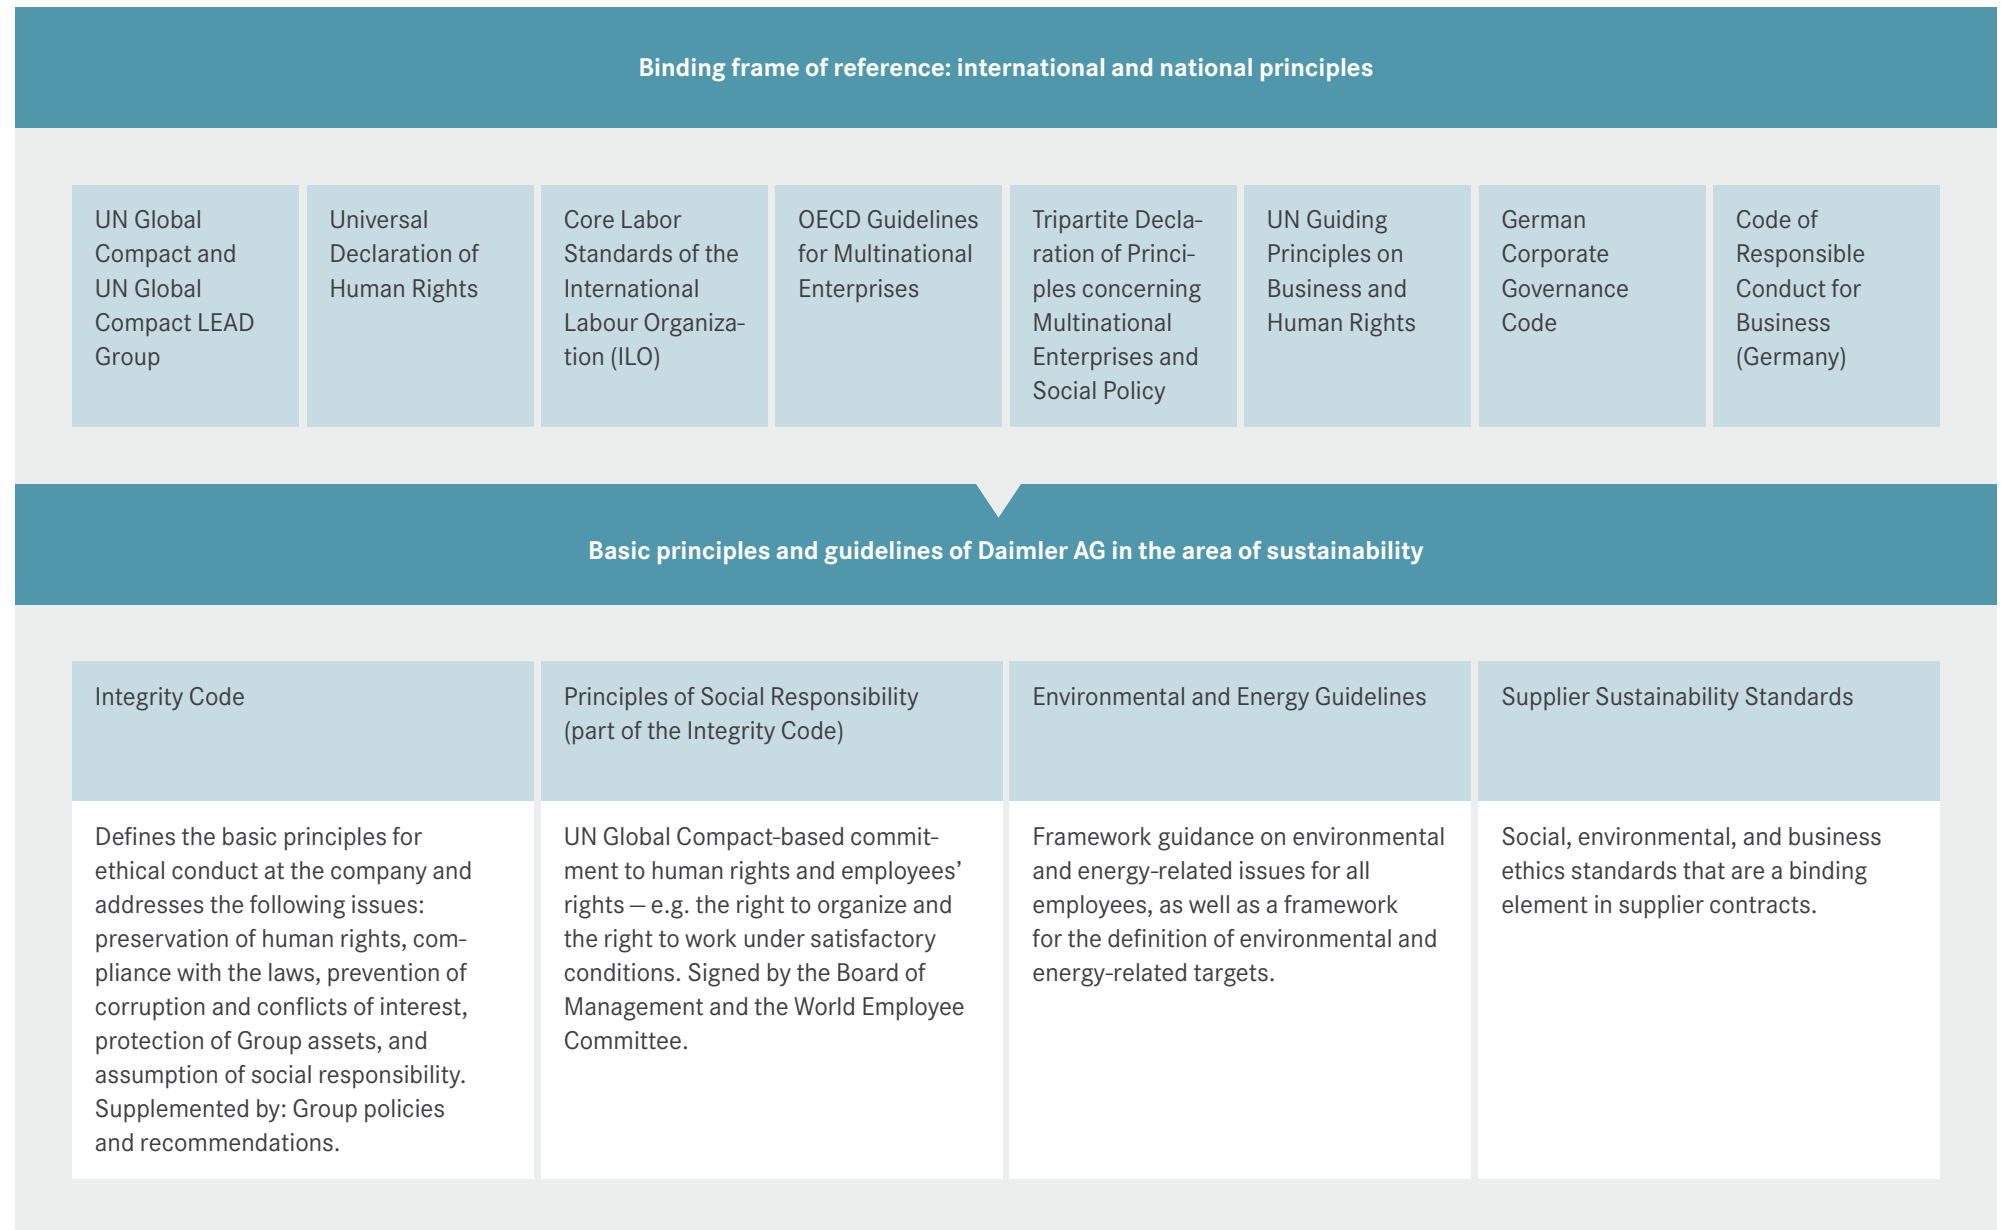 Binding frame of reference: international and national principles
UN Global
Compact and
UN Global
Compact LEAD
Group
Universal
Declaration of
Human Rights
Core Labor
Standards of the
International
Labour Organiza-
tion (ILO)
OECD Guidelines
for Multinational
Enterprises
Tripartite Decla-
ration of Princi-
ples concerning
Multinational
Enterprises and
Social Policy
UN Guiding
Principles on
Business and
Human Rights
German
Corporate
Governance
Code
Code of
Responsible
Conduct for
Business
(Germany)
Basic principles and guidelines of Daimler AG in the area of sustainability
Integrity Code
Defines the basic principles for
ethical conduct at the company and
addresses the following issues:
preservation of human rights, com-
pliance with the laws, prevention of
corruption and conflicts of interest,
protection of Group assets, and
assumption of social responsibility.
Supplemented by: Group policies
and recommendations.
Principles of Social Responsibility
(part of the Integrity Code)
UN Global Compact-based commit-
ment to human rights and employees’
rights – e.g. the right to organize and
the right to work under satisfactory
conditions. Signed by the Board of
Management and the World Employee
Committee.
Environmental and Energy Guidelines
Framework guidance on environmental
and energy-related issues for all
employees, as well as a framework
for the definition of environmental and
energy-related targets.
Supplier Sustainability Standards
Social, environmental, and business
ethics standards that are a binding
element in supplier contracts.